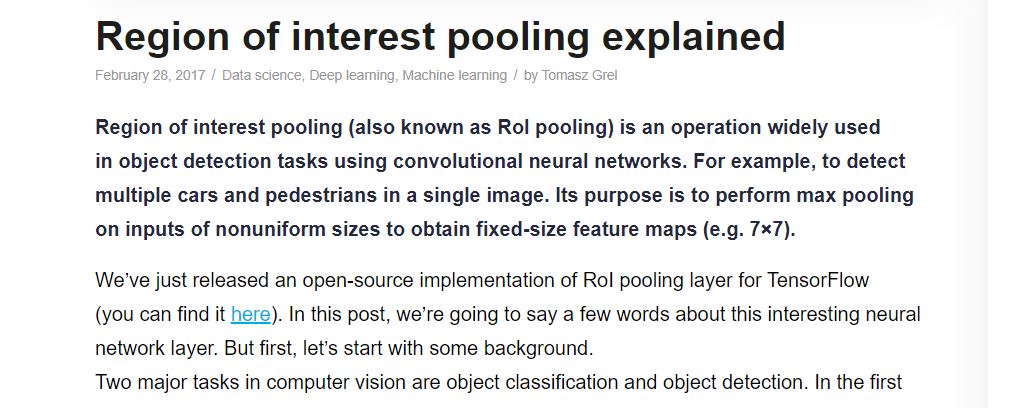 Region of interest pooling explained
February 28, 2017 / Data science, Deep learning, Machine learning / by Tomasz Grel
Region of interest pooling (also known as RoI pooling) is an operation widely used
in object detection tasks using convolutional neural networks. For example, to detect
multiple cars and pedestrians in a single image. Its purpose is to perform max pooling
on inputs of nonuniform sizes to obtain fixed-size feature maps (e.g. 7×7).
We’ve just released an open-source implementation of RoI pooling layer for TensorFlow
(you can find it here). In this post, we’re going to say a few words about this interesting neural
network layer. But first, let’s start with some background.
Two major tasks in computer vision are object classification and object detection. In the first